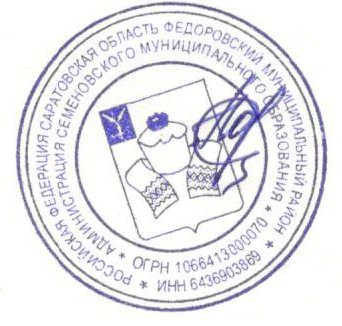 РОССИЙСКАЯ ФЕДЕРАЦИЯ САРАТОВСКАЯ ОБЛАСТЬ ФЕДОРОВСКИЙ МУНИЦИПАЛЬНЫЙ РАЙОН
* ИНН 6436903869 *
АДМИНИСТРАЦИЯ СЕМЕНОВСКОГО МУНИЦИПАЛЬНОГО ОБРАЗОВАНИЯ
* ОГРН 1066413000070 *